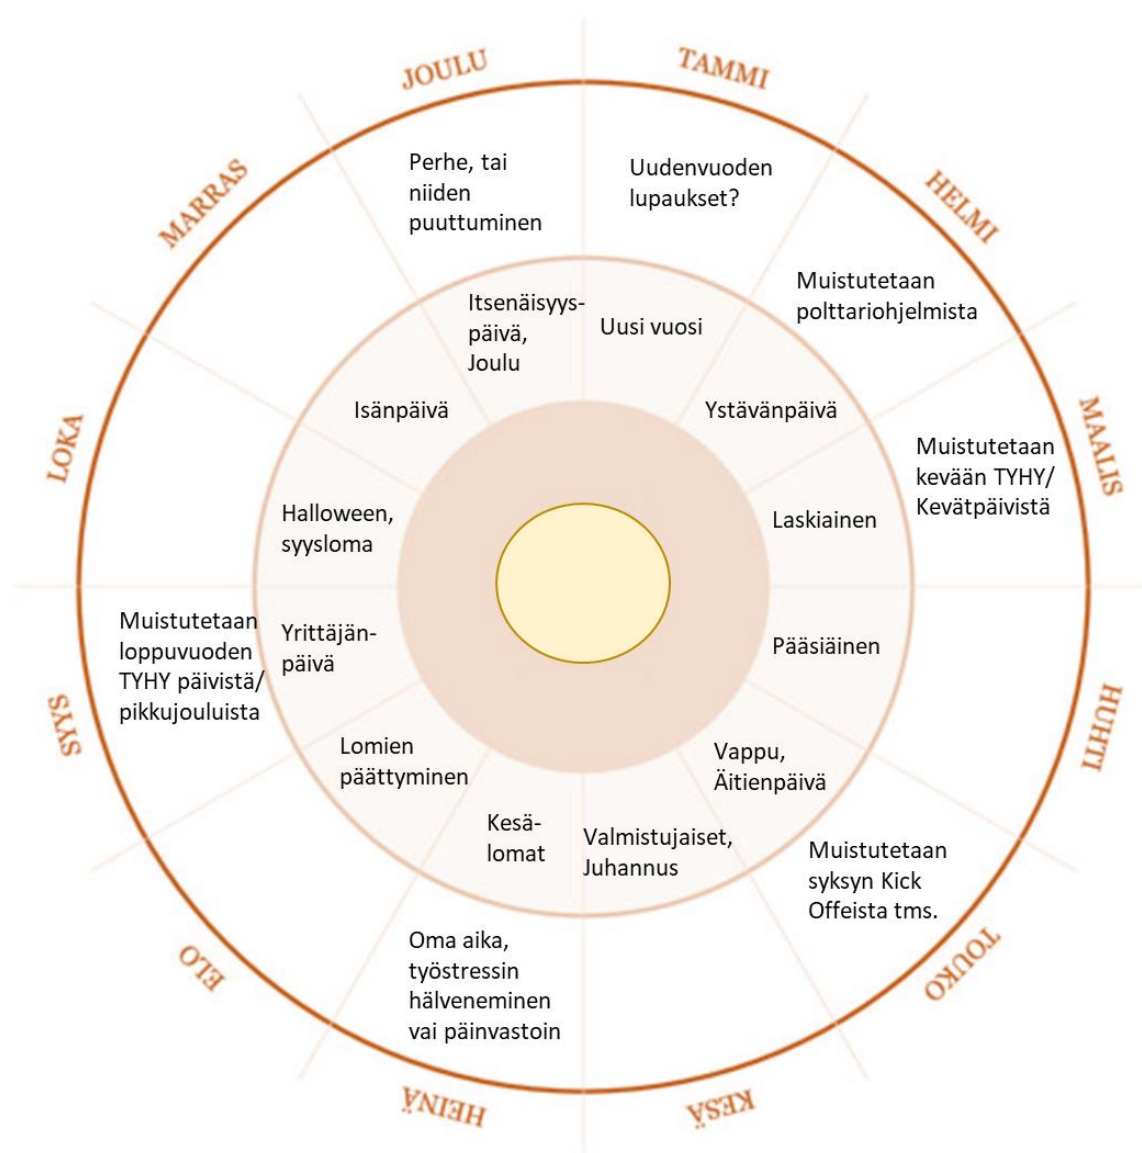 JOULU
TAMMI
HELMI
MAALIS
HUHTI
TOUKO
KESÄ
HEINÄ
ELO
SYYS
LOKA
MARRAS
Perhe, tai
niiden
puuttuminen
Uudenvuoden
lupaukset?
Muistutetaan
polttariohjelmista
Muistutetaan
kevään TYHY/
Kevätpäivistä
Muistutetaan
syksyn Kick
Offeista tms.
Oma aika,
työstressin
hälveneminen
vai päinvastoin
Muistutetaan
loppuvuoden
TYHY päivistä/
pikkujouluista
Itsenäisyys-
päivä,
Joulu
Uusi vuosi
Ystävänpäivä
Laskiainen
Pääsiäinen
Vappu,
Äitienpäivä
Valmistujaiset,
Juhannus
Kesä-
lomat
Lomien
päättyminen
Yrittäjän-
päivä
Halloween,
syysloma
Isänpäivä